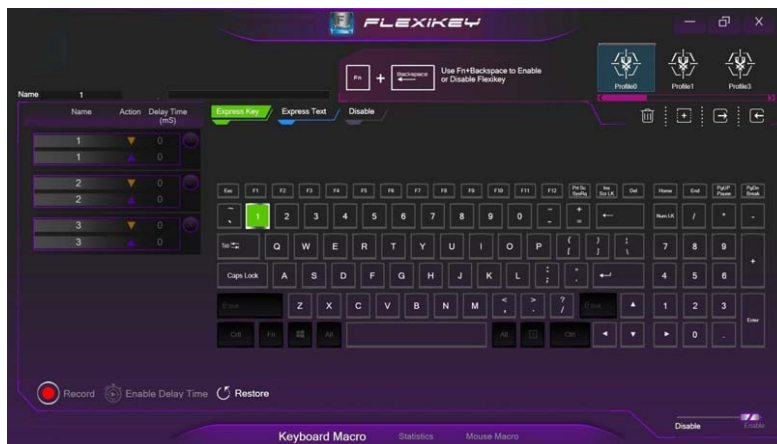 FLEXIKEY
Fn + Backspace Use Fn+Backspace to Enable
or Disable Flexikey
Profile0 Profile1 Profile3
Name 1
Name Action Delay Time
(mS)
Express Key Express Text Disable
1 0
1 0
2 0
2 0
3 0
3 0
Esc F1 F2 F3 F4 F5 F6 F7 F8 F9 F10 F11 F12 Prt Sc SysRq Ins Scr LK Del Home End PgUP Pause PgDn Break
~ ` 1 2 3 4 5 6 7 8 9 0 - + = Num LK / * -
Tab Q W E R T Y U I O P { [ } ] \ 7 8 9 +
Caps Lock A S D F G H J K L : ; 4 5 6
Z X C V B N M < , > . ? / 1 2 3 Enter
Ctrl Fn Alt Alt Ctrl 0 .
Record Enable Delay Time Restore
Disable Enable
Keyboard Macro Statistics Mouse Macro